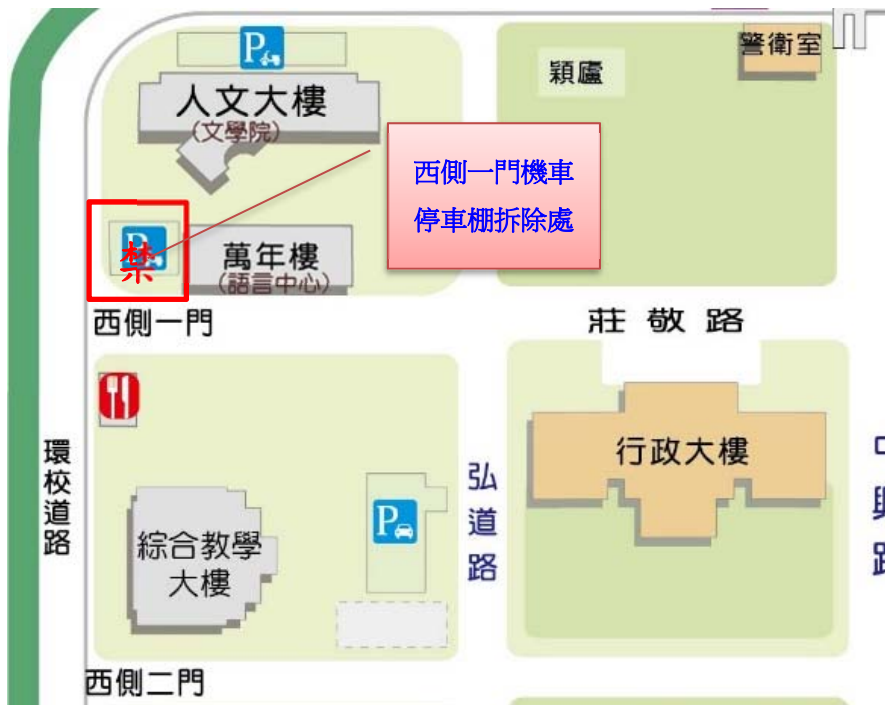 P
警衛室
穎廬
人文大樓
(文學院)
西側一門機車
停車棚拆除處
P
禁
萬年樓
(語言中心)
西側一門
莊敬路
環校道路
弘道路
行政大樓
中興路
P
綜合教學
大樓
西側二門